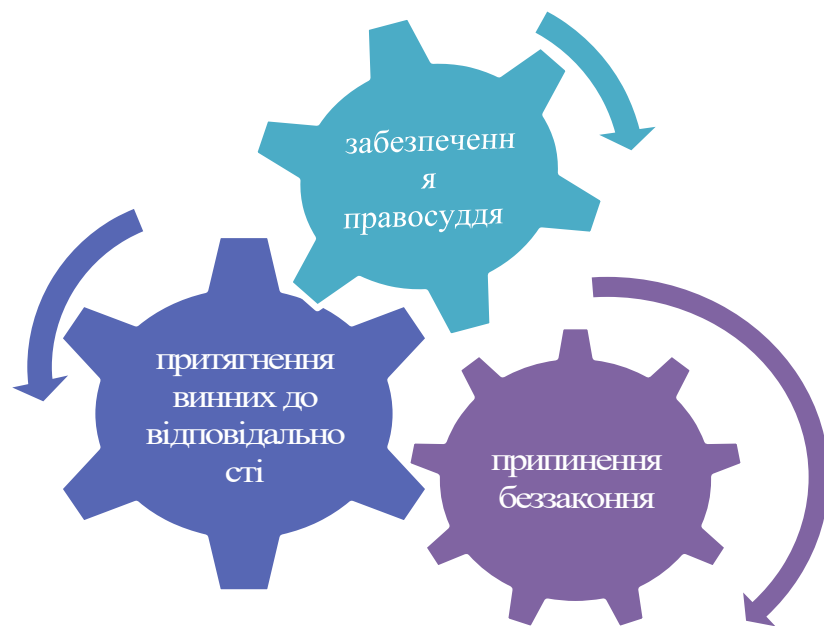 забезпеченн
я
правосуддя
притягнення
винних до
відповідально
сті
припинення
беззаконня